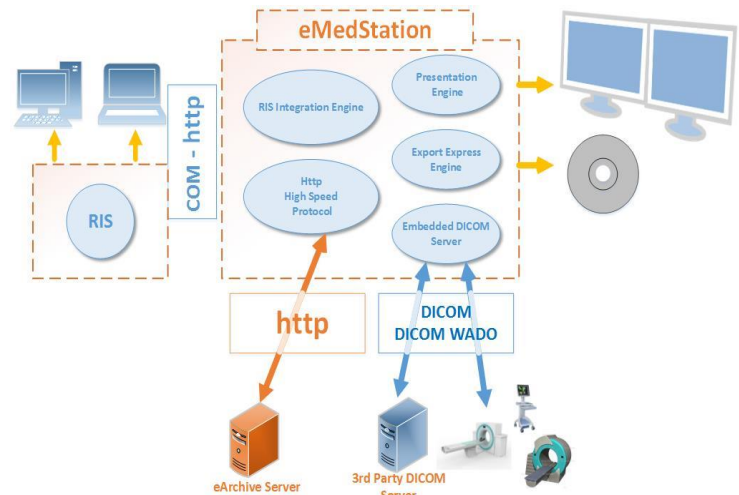 eMedStation
Presentation
Engine
RIS Integration Engine
COM - http
Export Express
Engine
Http
High Speed
Protocol
RIS
Embedded DICOM
Server
http
DICOM
DICOM WADO
3rd Party DICOM
Server
eArchive Server